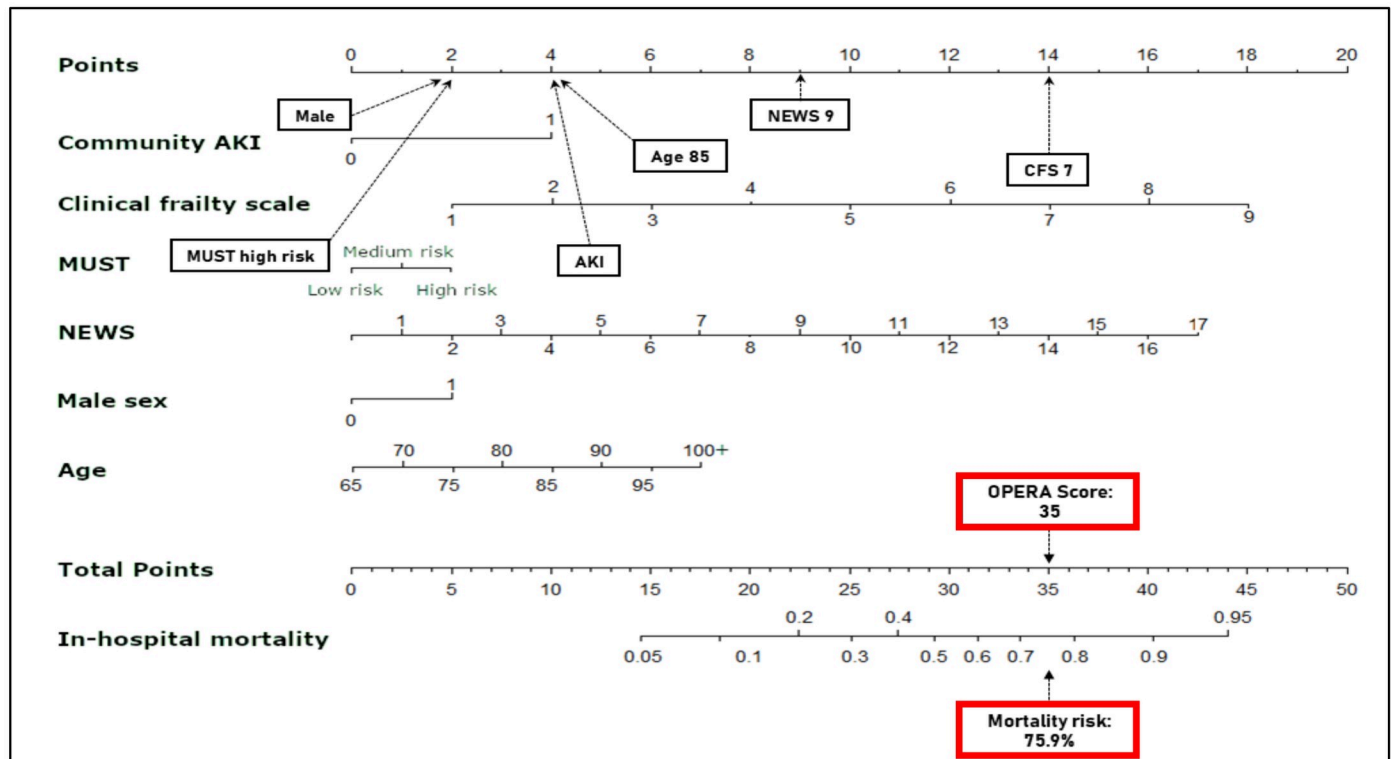 0 2 4 6 8 10 12 14 16 18 20
Points
Male
NEWS 9
1
Community AKI
Age 85
0
CFS 7
2 4 6 8
Clinical frailty scale
1 3 5 7 9
MUST high risk
Medium risk
AKI
MUST
Low risk High risk
1 3 5 7 9 11 13 15 17
NEWS
2 4 6 8 10 12 14 16
1
Male sex
0
70 80 90 100+
Age
65 75 85 95
OPERA Score:
35
Total Points
0 5 10 15 20 25 30 35 40 45 50
0.2 0.4 0.95
In-hospital mortality
0.05 0.1 0.3 0.5 0.6 0.7 0.8 0.9
Mortality risk:
75.9%